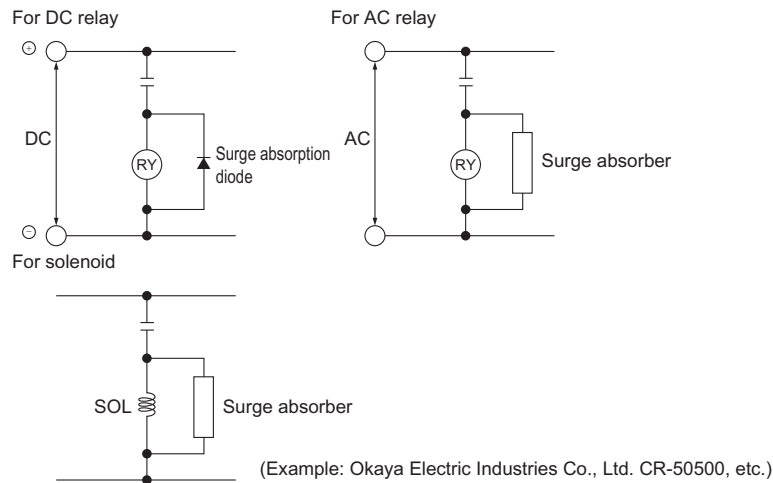 For DC relay
⊕
DC
RY
Surge absorption
diode
⊖
For AC relay
AC
RY
Surge absorber
For solenoid
SOL
Surge absorber
(Example: Okaya Electric Industries Co., Ltd. CR-50500, etc.)